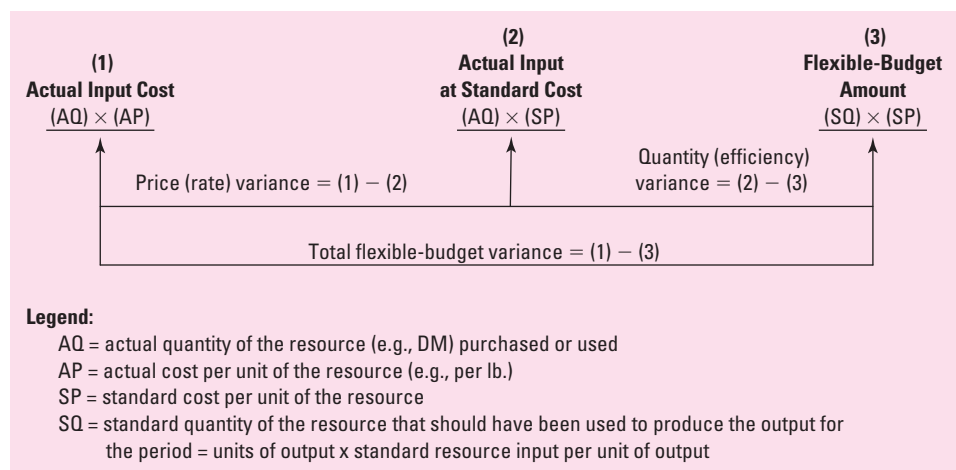 (1)
Actual Input Cost
(AQ) × (AP)
(2)
Actual Input
at Standard Cost
(AQ) × (SP)
(3)
Flexible-Budget
Amount
(SQ) × (SP)
Price (rate) variance = (1) − (2)
Quantity (efficiency)
variance = (2) − (3)
Total flexible-budget variance = (1) − (3)
Legend:
AQ = actual quantity of the resource (e.g., DM) purchased or used
AP = actual cost per unit of the resource (e.g., per lb.)
SP = standard cost per unit of the resource
SQ = standard quantity of the resource that should have been used to produce the output for
the period = units of output x standard resource input per unit of output